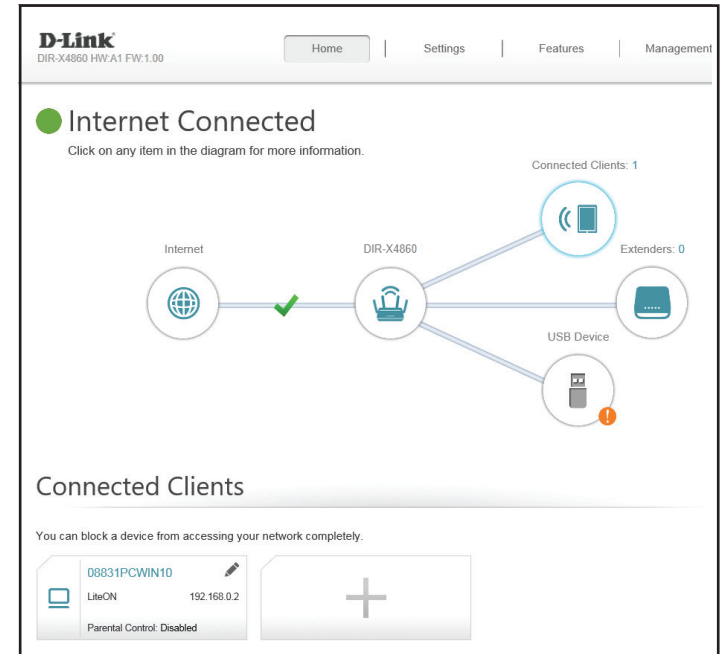 D-Link
DIR-X4860 HW:A1 FW:1.00
Home
Settings
Features
Management
Internet Connected
Click on any item in the diagram for more information.
Connected Clients: 1
Internet
DIR-X4860
Extenders: 0
USB Device
Connected Clients
You can block a device from accessing your network completely.
08831PCWIN10
LiteON 192.168.0.2
Parental Control: Disabled